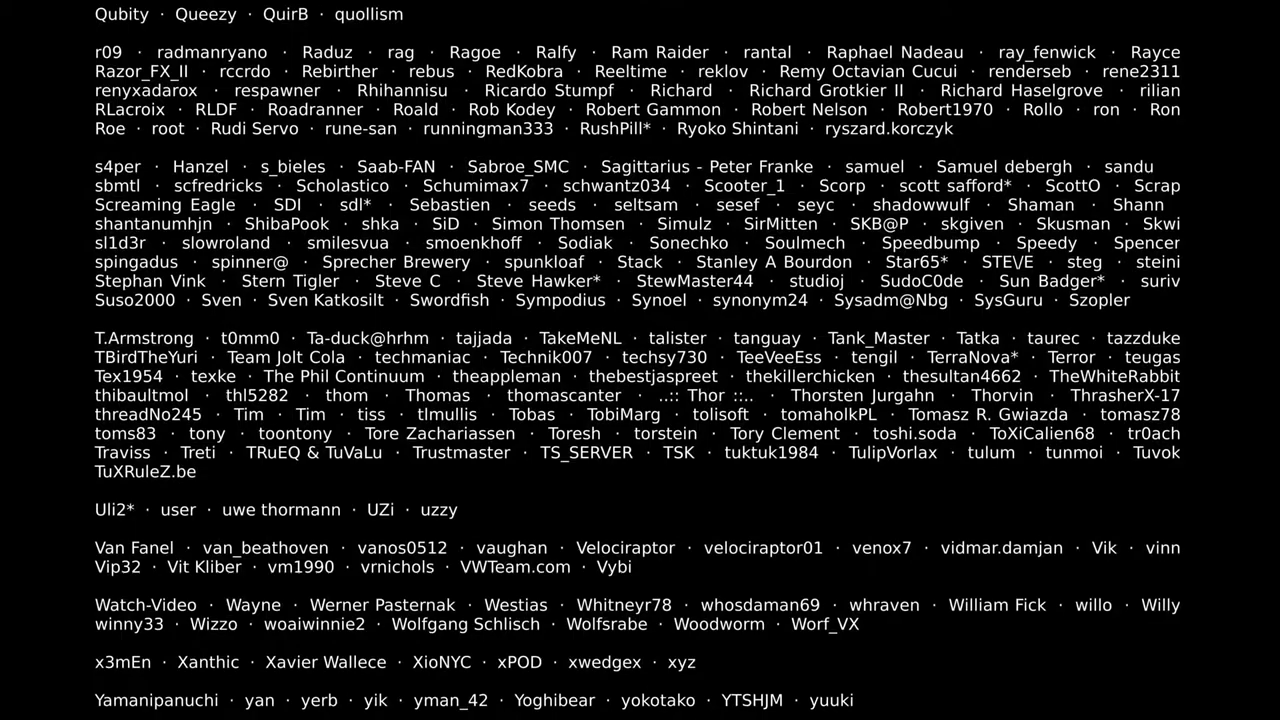 Qubity · Queezy · QuirB · quollism
r09 · radmanryano · Raduz · rag · Ragoe · Ralfy · Ram Raider · rantal · Raphael Nadeau · ray_fenwick · Rayce
Razor_FX_II · rccrdo · Rebirther · rebus · RedKobra · Reeltime · reklov · Remy Octavian Cucui · renderseb · rene2311
renyxadarox · respawner · Rhihannisu · Ricardo Stumpf · Richard · Richard Grotkier II · Richard Haselgrove · rilian
RLacroix · RLDF · Roadranner · Roald · Rob Kodey · Robert Gammon · Robert Nelson · Robert1970 · Rollo · ron · Ron
Roe · root · Rudi Servo · rune-san · runningman333 · RushPill* · Ryoko Shintani · ryszard.korczyk
s4per · Hanzel · s_bieles · Saab-FAN · Sabroe_SMC · Sagittarius - Peter Franke · samuel · Samuel debergh · sandu
sbmtl · scfredricks · Scholastico · Schumimax7 · schwantz034 · Scooter_1 · Scorp · scott safford* · ScottO · Scrap
Screaming Eagle · SDI · sdl* · Sebastien · seeds · seltsam · sesef · seyc · shadowwulf · Shaman · Shann
shantanumhjn · ShibaPook · shka · SiD · Simon Thomsen · Simulz · SirMitten · SKB@P · skgiven · Skusman · Skwi
sl1d3r · slowroland · smilesvua · smoenkhoff · Sodiak · Sonechko · Soulmech · Speedbump · Speedy · Spencer
spingadus · spinner@ · Sprecher Brewery · spunkloaf · Stack · Stanley A Bourdon · Star65* · STE\/E · steg · steini
Stephan Vink · Stern Tigler · Steve C · Steve Hawker* · StewMaster44 · studioj · SudoC0de · Sun Badger* · suriv
Suso2000 · Sven · Sven Katkosilt · Swordfish · Sympodius · Synoel · synonym24 · Sysadm@Nbg · SysGuru · Szopler
T.Armstrong · t0mm0 · Ta-duck@hrhm · tajjada · TakeMeNL · talister · tanguay · Tank_Master · Tatka · taurec · tazzduke
TBirdTheYuri · Team Jolt Cola · techmaniac · Technik007 · techsy730 · TeeVeeEss · tengil · TerraNova* · Terror · teugas
Tex1954 · texke · The Phil Continuum · theappleman · thebestjaspreet · thekillerchicken · thesultan4662 · TheWhiteRabbit
thibaultmol · thl5282 · thom · Thomas · thomascanter · ..:: Thor ::.. · Thorsten Jurgahn · Thorvin · ThrasherX-17
threadNo245 · Tim · Tim · tiss · tlmullis · Tobas · TobiMarg · tolisoft · tomaholkPL · Tomasz R. Gwiazda · tomasz78
toms83 · tony · toontony · Tore Zachariassen · Toresh · torstein · Tory Clement · toshi.soda · ToXiCalien68 · tr0ach
Traviss · Treti · TRuEQ & TuVaLu · Trustmaster · TS_SERVER · TSK · tuktuk1984 · TulipVorlax · tulum · tunmoi · Tuvok
TuXRuleZ.be
Uli2* · user · uwe thormann · UZi · uzzy
Van Fanel · van_beathoven · vanos0512 · vaughan · Velociraptor · velociraptor01 · venox7 · vidmar.damjan · Vik · vinn
Vip32 · Vit Kliber · vm1990 · vrnichols · VWTeam.com · Vybi
Watch-Video · Wayne · Werner Pasternak · Westias · Whitneyr78 · whosdaman69 · whraven · William Fick · willo · Willy
winny33 · Wizzo · woaiwinnie2 · Wolfgang Schlisch · Wolfsrabe · Woodworm · Worf_VX
x3mEn · Xanthic · Xavier Wallece · XioNYC · xPOD · xwedgex · xyz
Yamanipanuchi · yan · yerb · yik · yman_42 · Yoghibear · yokotako · YTSHJM · yuuki